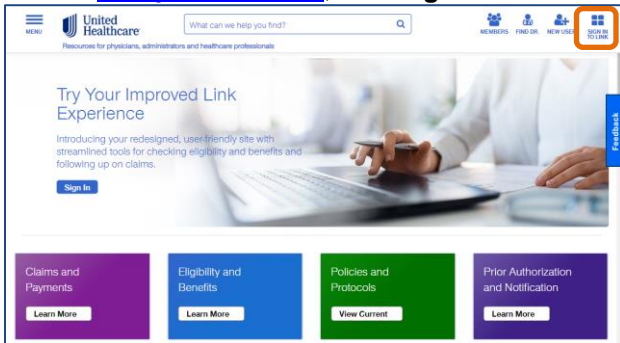 MENU
United
Healthcare
What can we help you find?
MEMBERS
FIND DR.
NEW USER
SIGN IN
TO LINK
Resources for physicians, administrators and healthcare professionals
Try Your Improved Link
Experience
Introducing your redesigned, user-friendly site with
streamlined tools for checking eligibility and benefits and
following up on claims.
Sign In
Feedback
Claims and
Payments
Learn More
Eligibility and
Benefits
Learn More
Policies and
Protocols
View Current
Prior Authorization
and Notification
Learn More